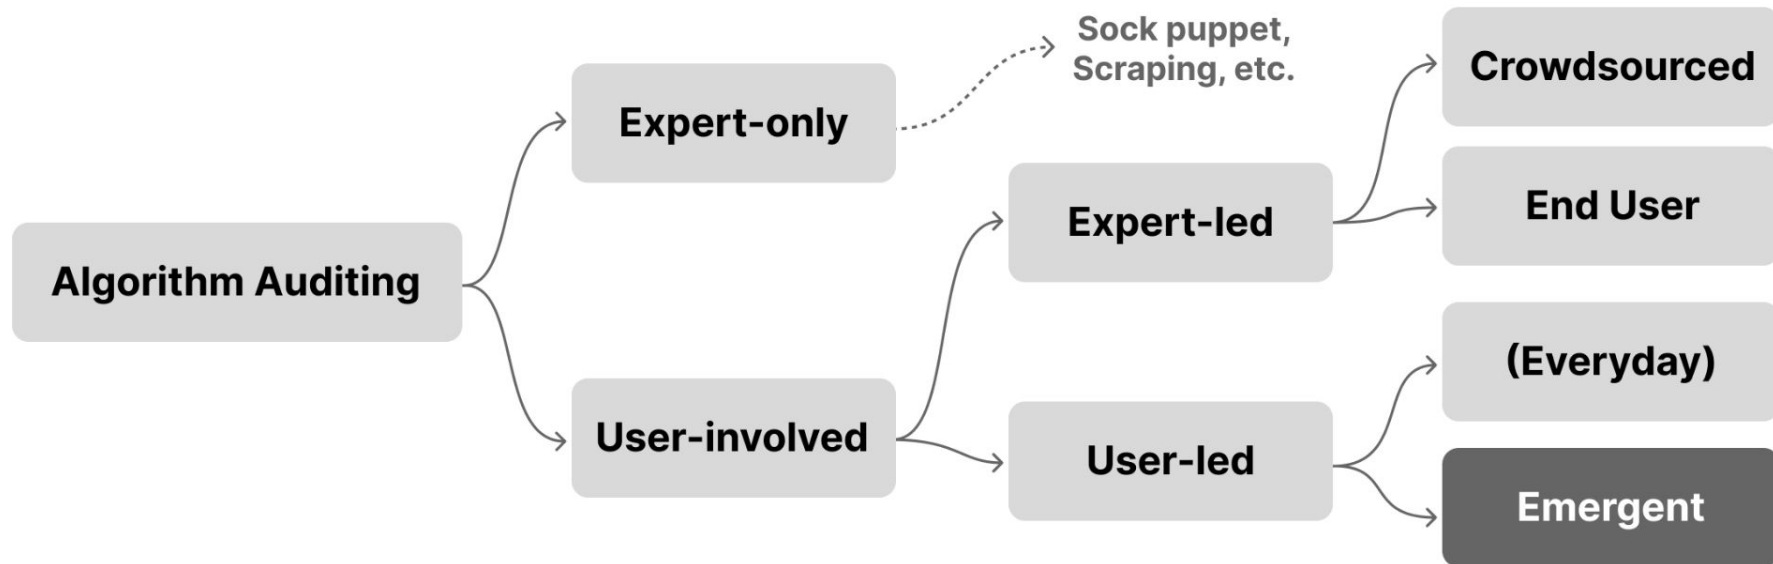 Algorithm Auditing
Expert-only
User-involved
Sock puppet,
Scraping, etc.
Expert-led
User-led
Crowdsourced
End User
(Everyday)
Emergent